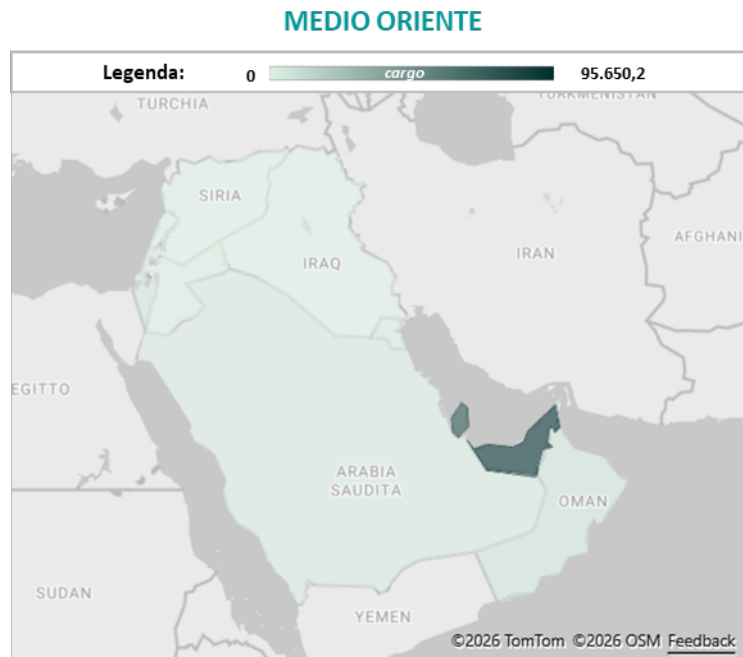 MEDIO ORIENTE
Legenda: 0 cargo 95.650,2
TURCHIA
TURKMENISTAN
SIRIA
AFGHANI
IRAN
IRAQ
EGITTO
ARABIA
SAUDITA
OMAN
SUDAN
YEMEN
©2026 TomTom ©2026 OSM Feedback